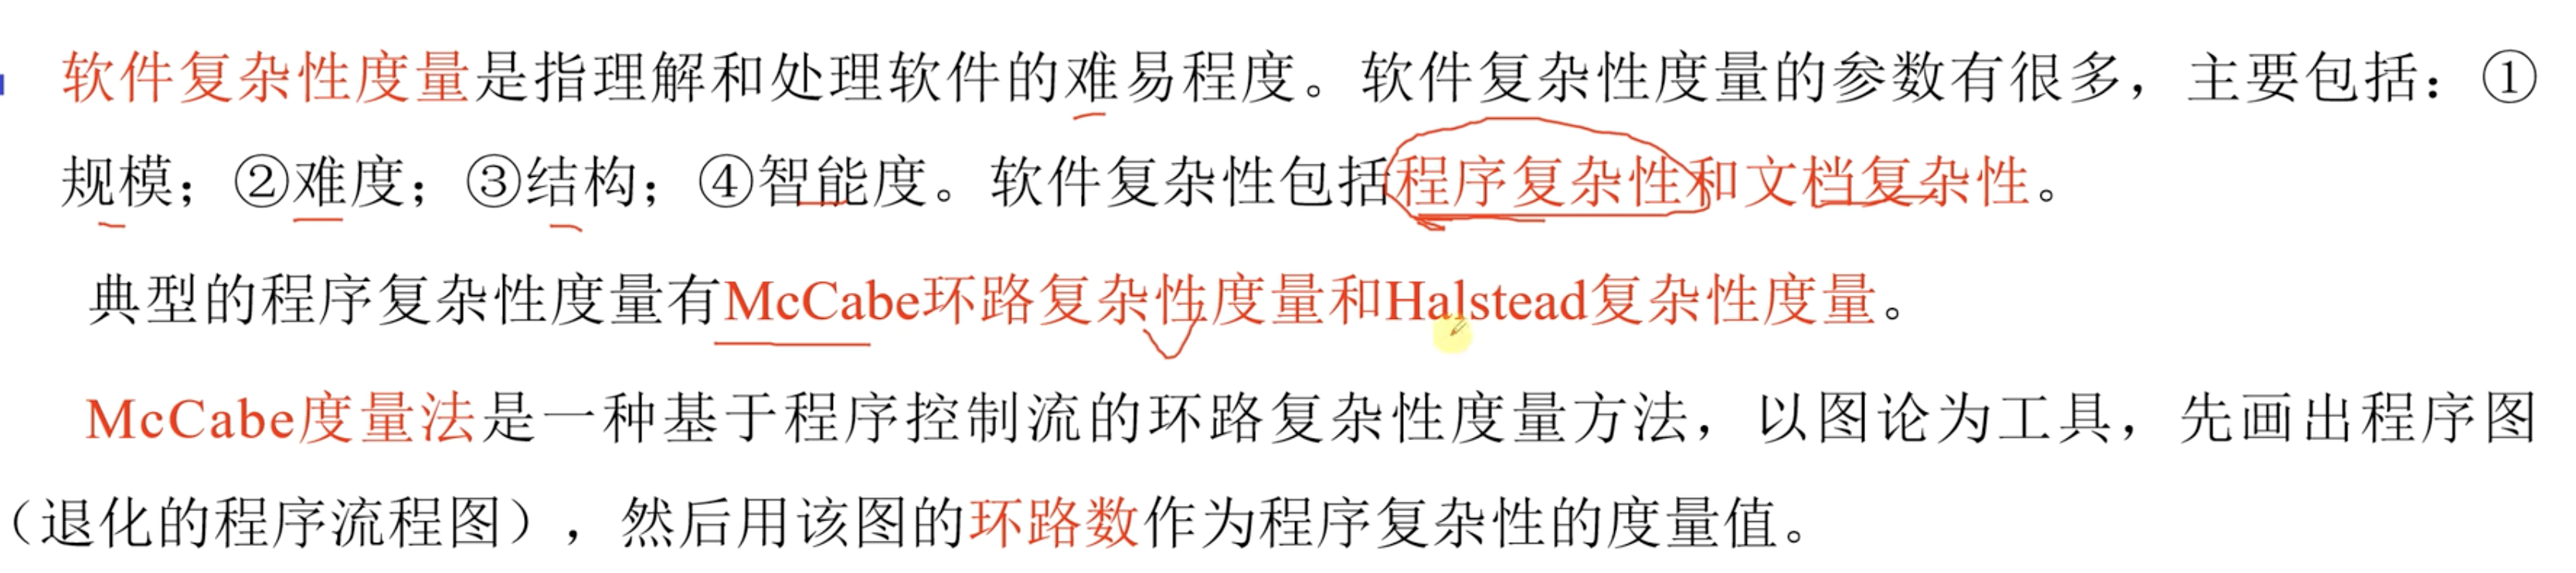 软件复杂性度量是指理解和处理软件的难易程度。软件复杂性度量的参数有很多，主要包括：①
规模；②难度；③结构；④智能度。软件复杂性包括程序复杂性和文档复杂性。
典型的程序复杂性度量有McCabe环路复杂性度量和Halstead复杂性度量。
McCabe度量法是一种基于程序控制流的环路复杂性度量方法，以图论为工具，先画出程序图
（退化的程序流程图），然后用该图的环路数作为程序复杂性的度量值。